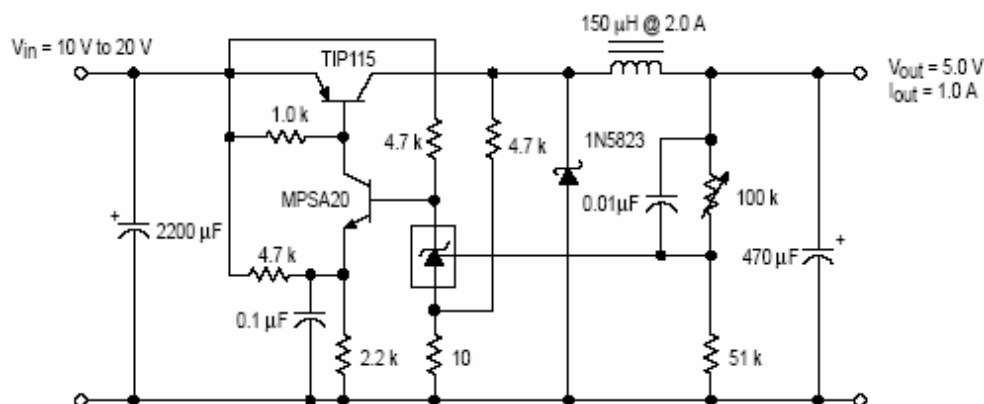 150 μH @ 2.0 A
Vin = 10 V to 20 V
TIP115
Vout = 5.0 V
Iout = 1.0 A
1.0 k
4.7 k
4.7 k
1N5823
MPSA20
0.01μF
100 k
+
2200 μF
4.7 k
470 μF
+
0.1 μF
2.2 k
10
51 k